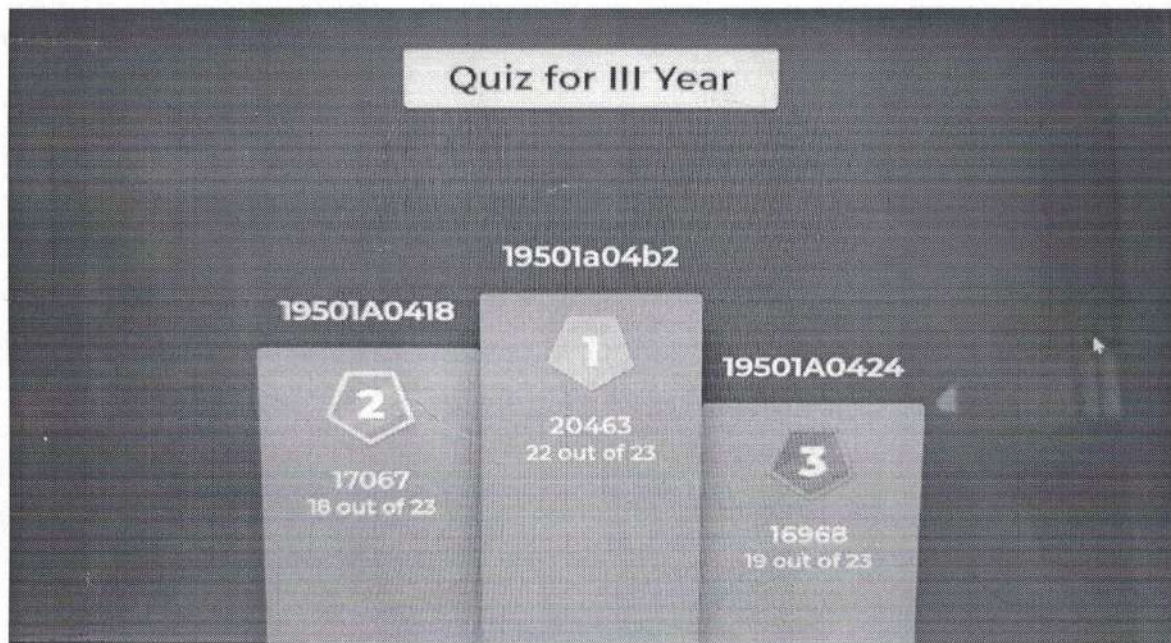 Quiz for III Year
19501a04b2
19501A0418
1
19501A0424
2
20463
22 out of 23
3
17067
18 out of 23
16968
19 out of 23